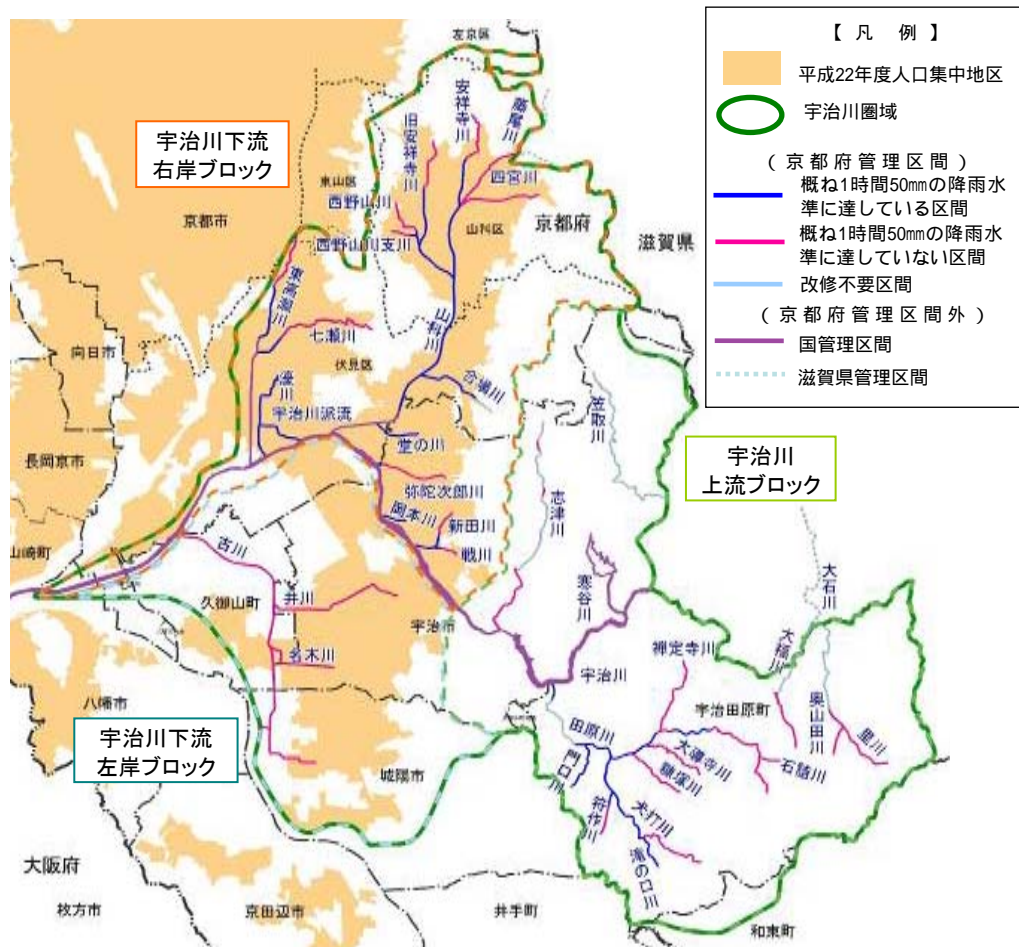 【 凡 例 】
平成22年度人口集中地区
宇治川圏域
( 京都府管理区間 )
概ね1時間50㎜の降雨水
準に達している区間
概ね1時間50㎜の降雨水
準に達していない区間
改修不要区間
( 京都府管理区間外 )
国管理区間
滋賀県管理区間
左京区
安祥寺川
藤尾川
旧安祥寺川
宇治川下流
右岸ブロック
四宮川
東山区
西野山川
京都市
山科区
京都府
滋賀県
西野山川支川
東高瀬川
山科川
七瀬川
向日市
伏見区
合場川
濠川
笠取川
宇治川派流
堂の川
長岡京市
宇治川
上流ブロック
弥陀次郎川
志津川
岡本川
新田川
戦川
山崎町
古川
寒谷川
大石川
久御山町
井川
宇治市
大福川
禅定寺川
名木川
宇治川
八幡市
宇治田原町
奥山田川
田原川
里川
宇治川下流
左岸ブロック
大導寺川
石詰川
門口川
城陽市
符作川
犬打川
滝の口川
大阪府
枚方市
京田辺市
井手町
和束町